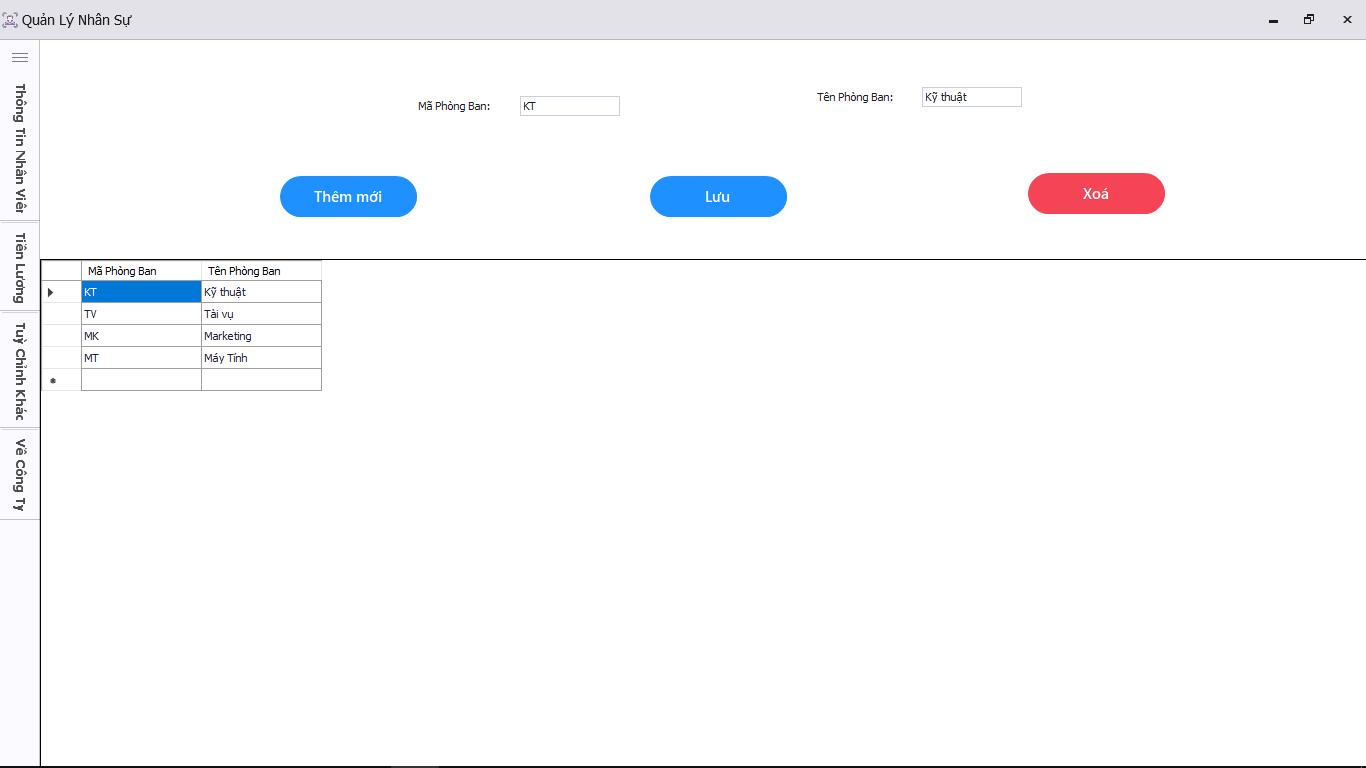 Quản Lý Nhân Sự
Thông Tin Nhân Viên
Tiền Lương
Tuỳ Chỉnh Khác
Về Công Ty
Mã Phòng Ban: KT
Tên Phòng Ban: Kỹ thuật
Thêm mới
Lưu
Xoá
Mã Phòng Ban Tên Phòng Ban
KT Kỹ thuật
TV Tài vụ
MK Marketing
MT Máy Tính